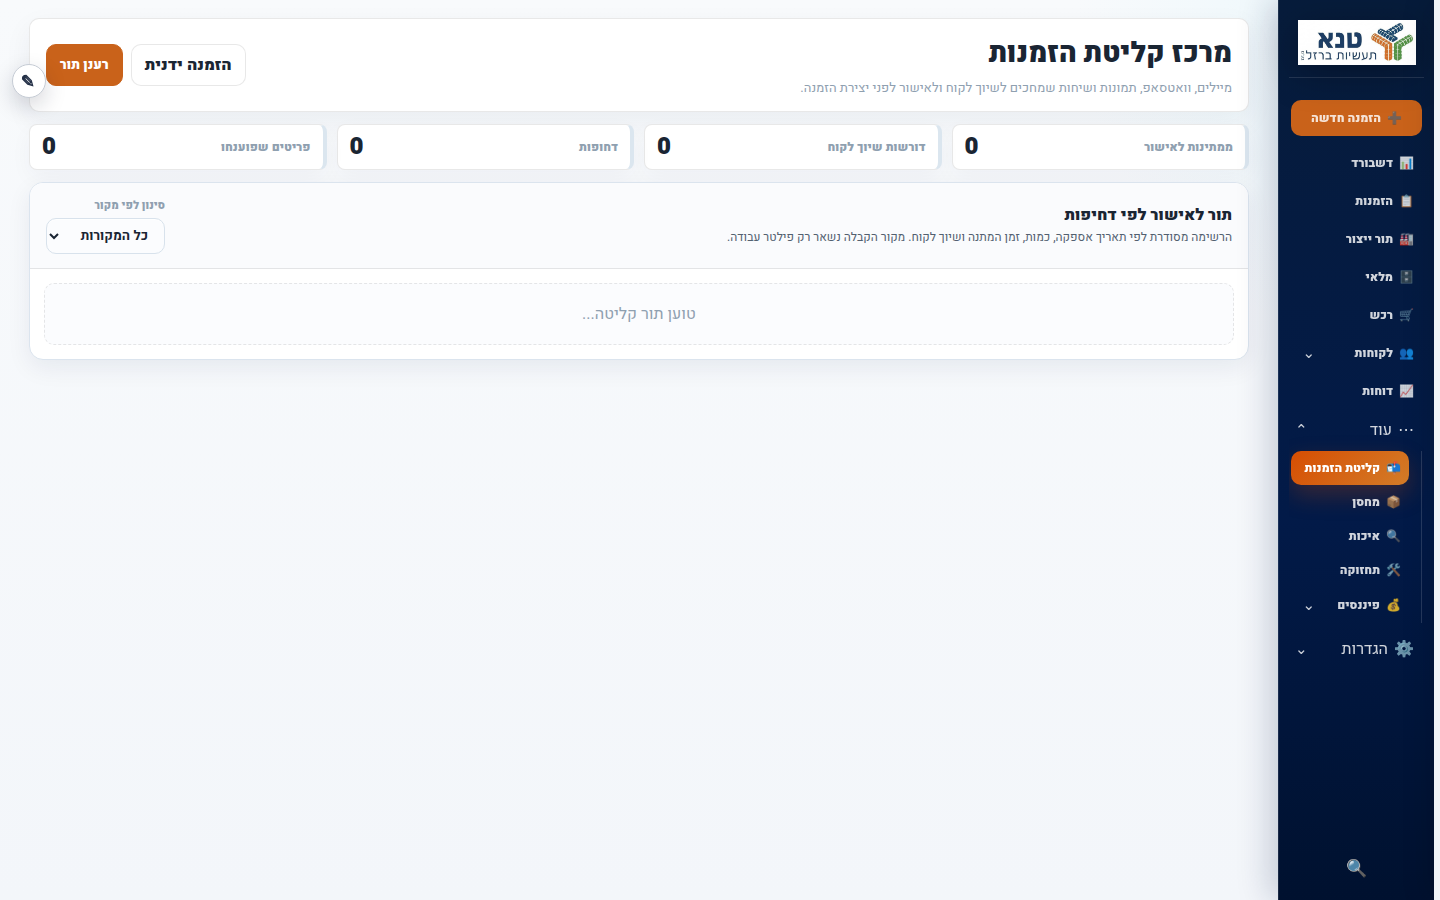 טנא
תעשיות ברזל
הזמנה חדשה
דשבורד
הזמנות
תור ייצור
מלאי
רכש
לקוחות
דוחות
עוד
קליטת הזמנות
מחסן
איכות
תחזוקה
פיננסים
הגדרות
מרכז קליטת הזמנות
מיילים, וואטסאפ, תמונות ושיחות שמחכים לשיוך לקוח ולאישור לפני יצירת הזמנה.
הזמנה ידנית
רענן תור
ממתינות לאישור 0
דורשות שיוך לקוח 0
דחופות 0
פריטים שפוענחו 0
תור לאישור לפי דחיפות
הרשימה מסודרת לפי תאריך אספקה, כמות, זמן המתנה ושיוך לקוח. מקור הקבלה נשאר רק פילטר עבודה.
סינון לפי מקור
כל המקורות
טוען תור קליטה...